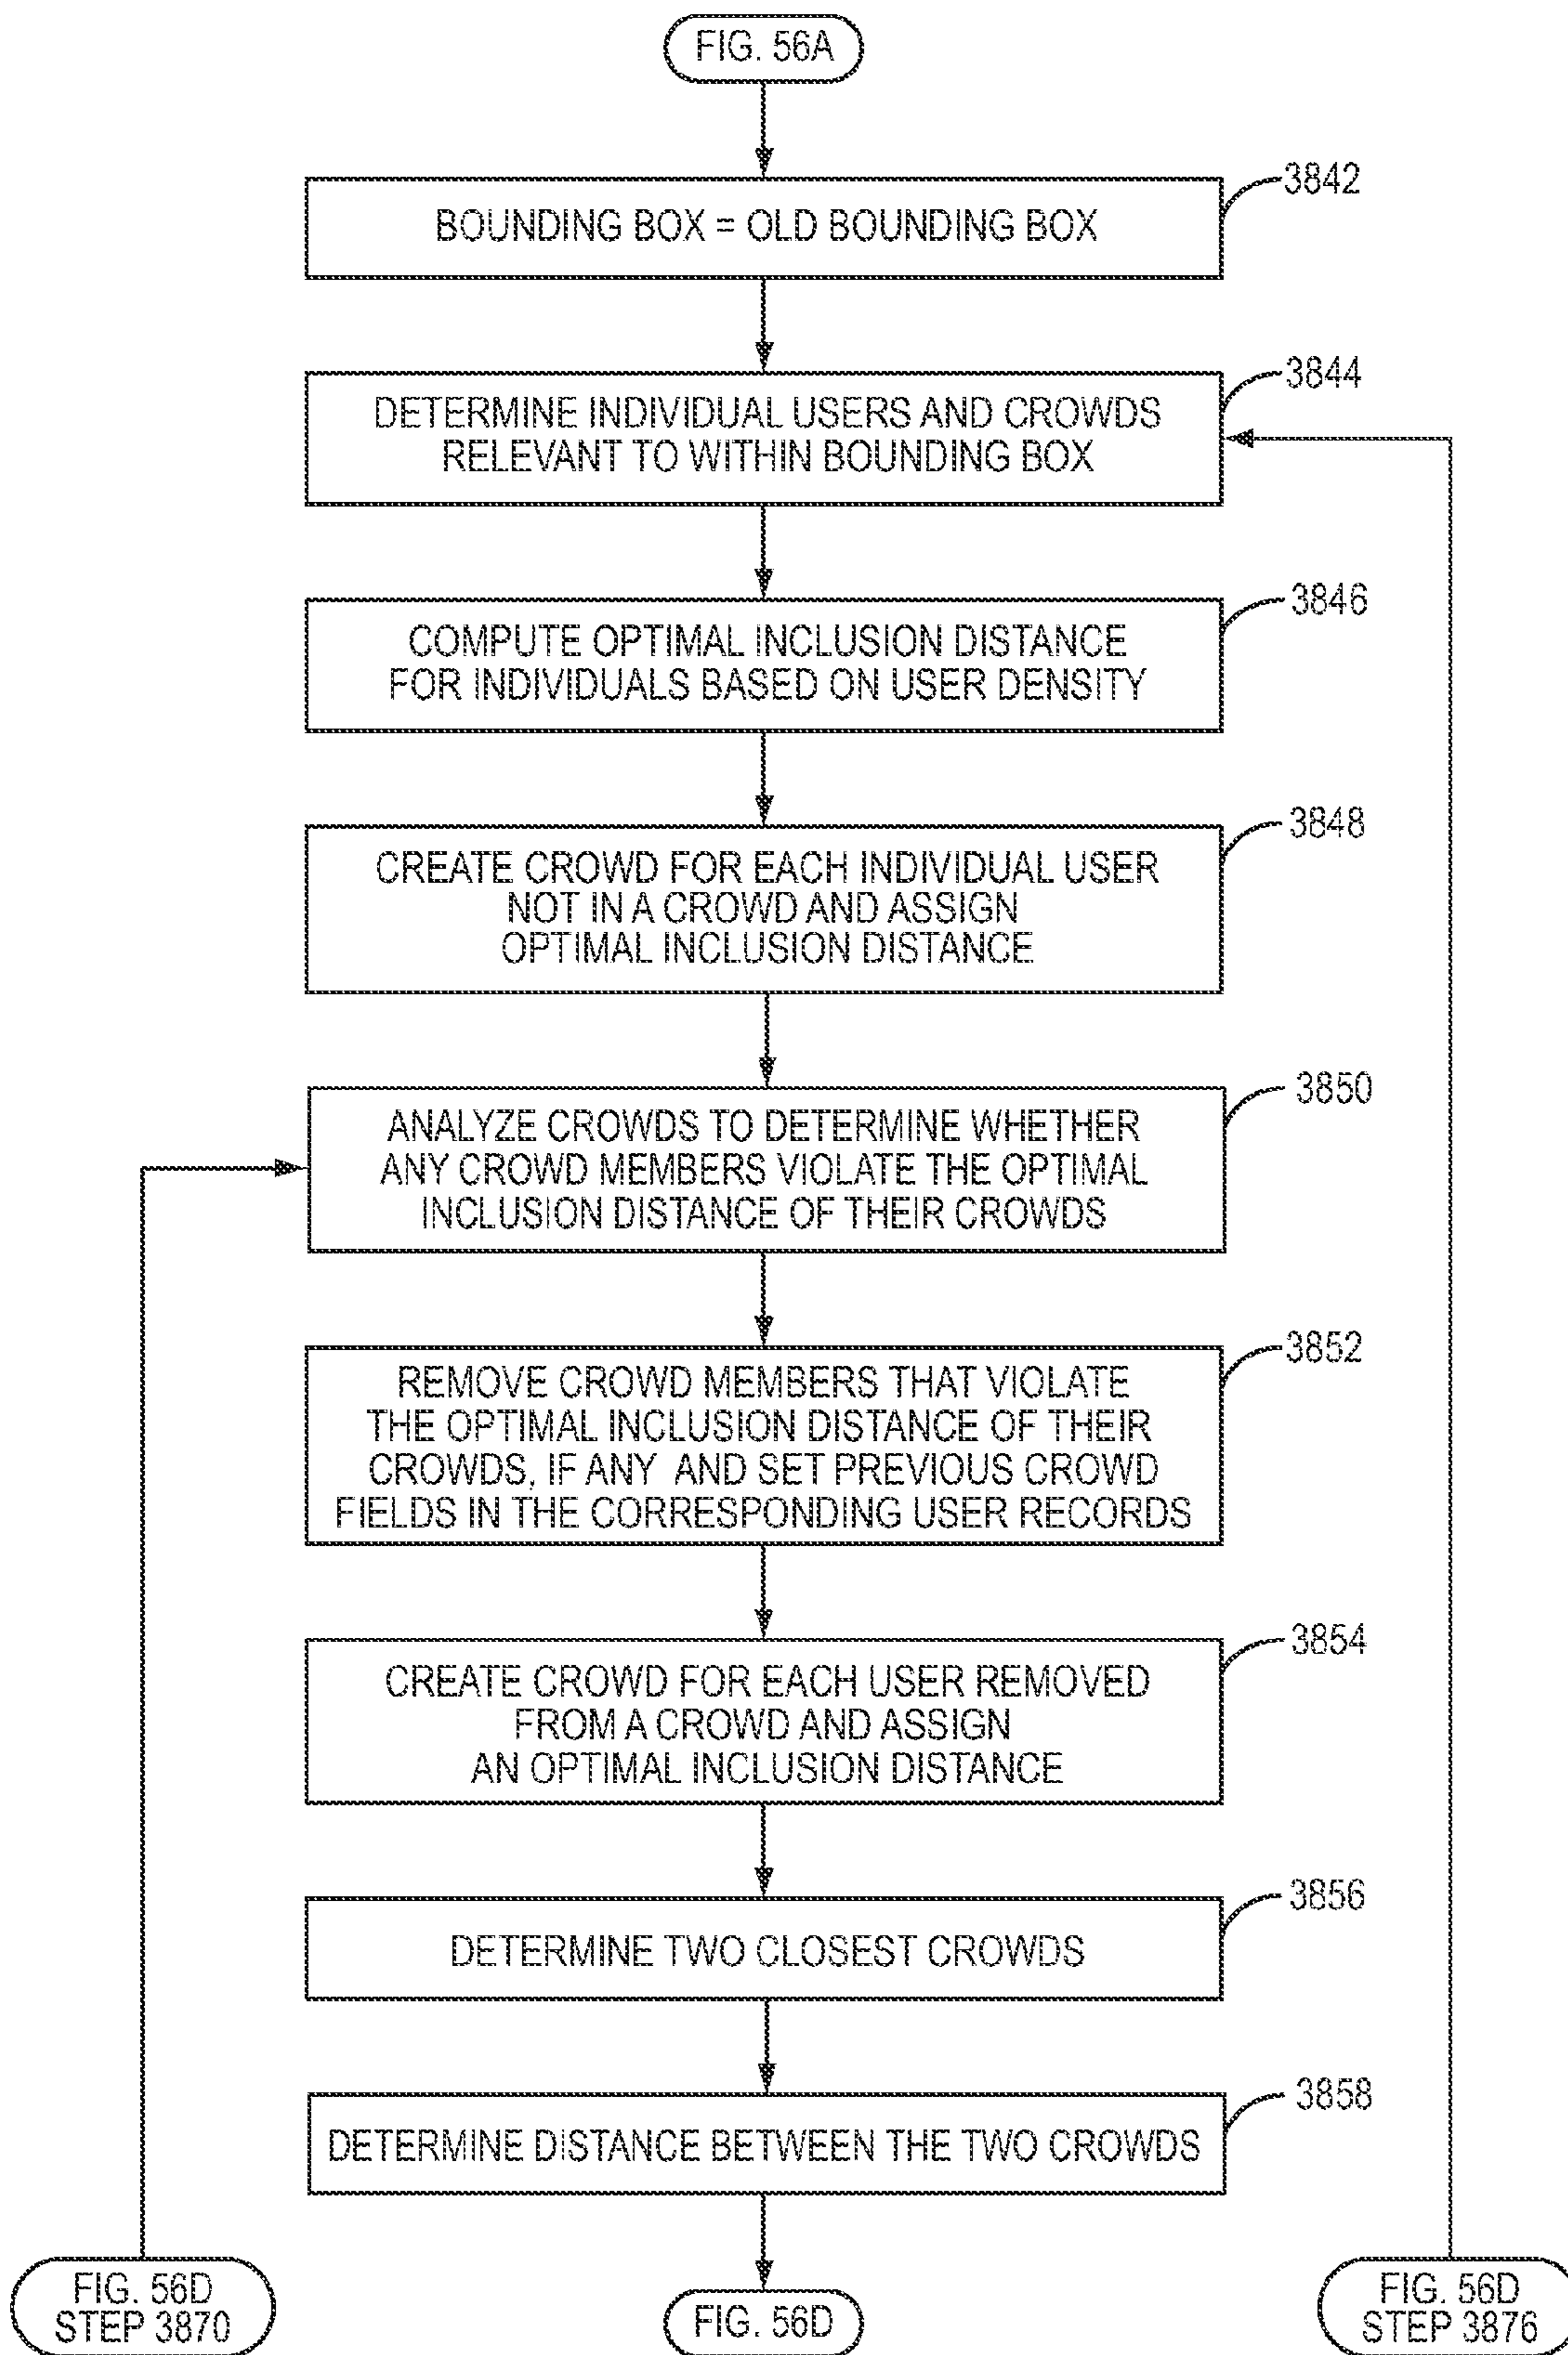 FIG. 56A
3842
BOUNDING BOX = OLD BOUNDING BOX
3844
DETERMINE INDIVIDUAL USERS AND CROWDS
RELEVANT TO WITHIN BOUNDING BOX
3846
COMPUTE OPTIMAL INCLUSION DISTANCE
FOR INDIVIDUALS BASED ON USER DENSITY
3848
CREATE CROWD FOR EACH INDIVIDUAL USER
NOT IN A CROWD AND ASSIGN
OPTIMAL INCLUSION DISTANCE
3850
ANALYZE CROWDS TO DETERMINE WHETHER
ANY CROWD MEMBERS VIOLATE THE OPTIMAL
INCLUSION DISTANCE OF THEIR CROWDS
3852
REMOVE CROWD MEMBERS THAT VIOLATE
THE OPTIMAL INCLUSION DISTANCE OF THEIR
CROWDS, IF ANY AND SET PREVIOUS CROWD
FIELDS IN THE CORRESPONDING USER RECORDS
3854
CREATE CROWD FOR EACH USER REMOVED
FROM A CROWD AND ASSIGN
AN OPTIMAL INCLUSION DISTANCE
3856
DETERMINE TWO CLOSEST CROWDS
3858
DETERMINE DISTANCE BETWEEN THE TWO CROWDS
FIG. 56D
STEP 3870
FIG. 56D
FIG. 56D
STEP 3876